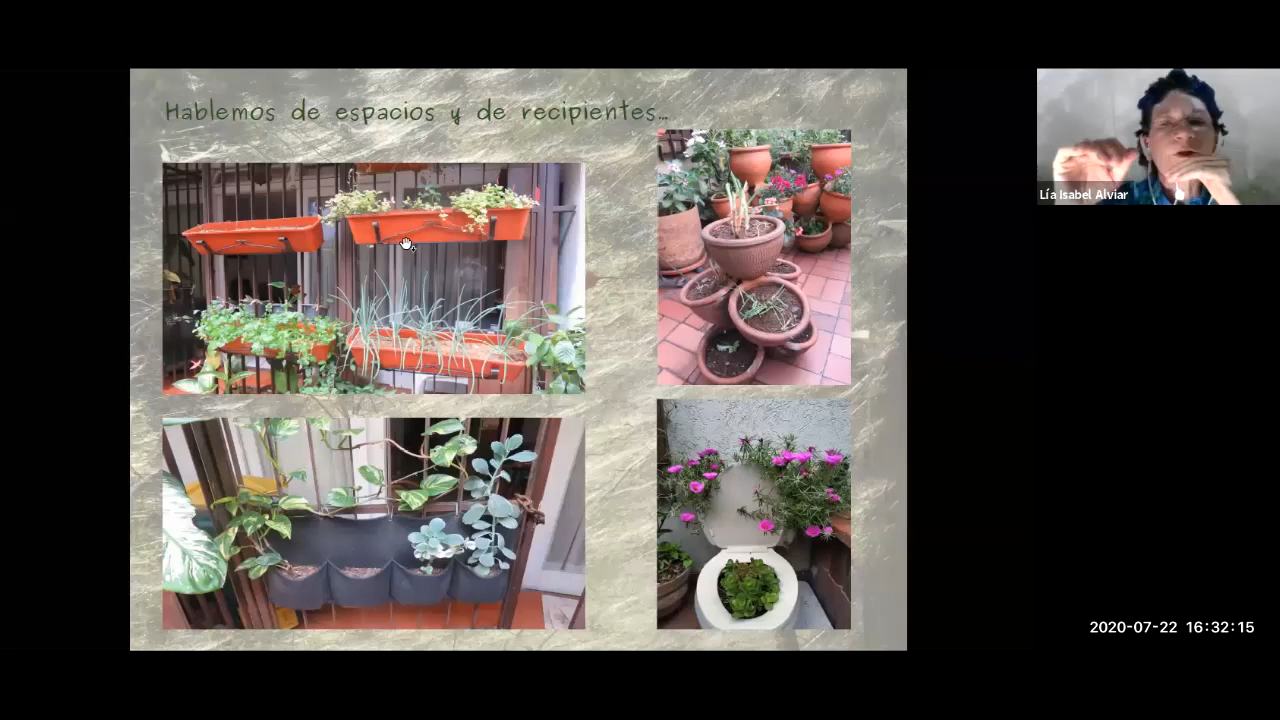 Hablemos de espacios y de recipientes...
Lía Isabel Alviar
2020-07-22 16:32:15